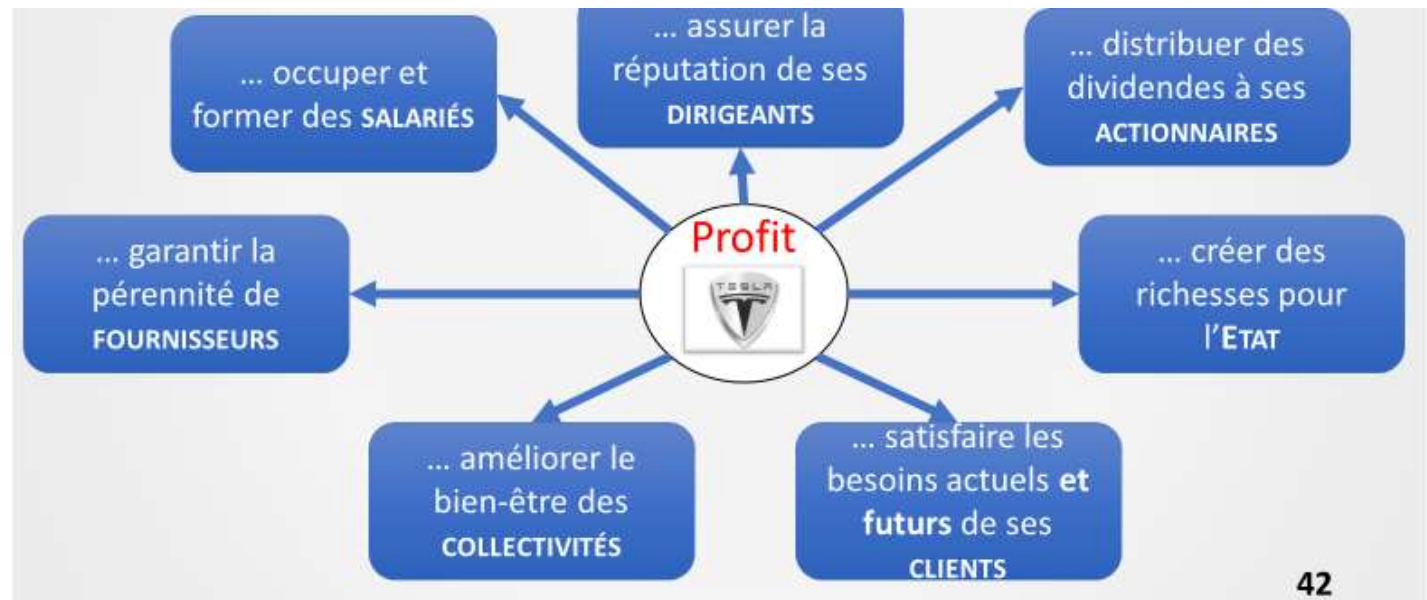 ... assurer la
réputation de ses
DIRIGEANTS
... occuper et
former des SALARIÉS
... distribuer des
dividendes à ses
ACTIONNAIRES
Profit
TESLA
... garantir la
pérennité de
FOURNISSEURS
... créer des
richesses pour
l'ETAT
... améliorer le
bien-être des
COLLECTIVITÉS
... satisfaire les
besoins actuels et
futurs de ses
CLIENTS
42